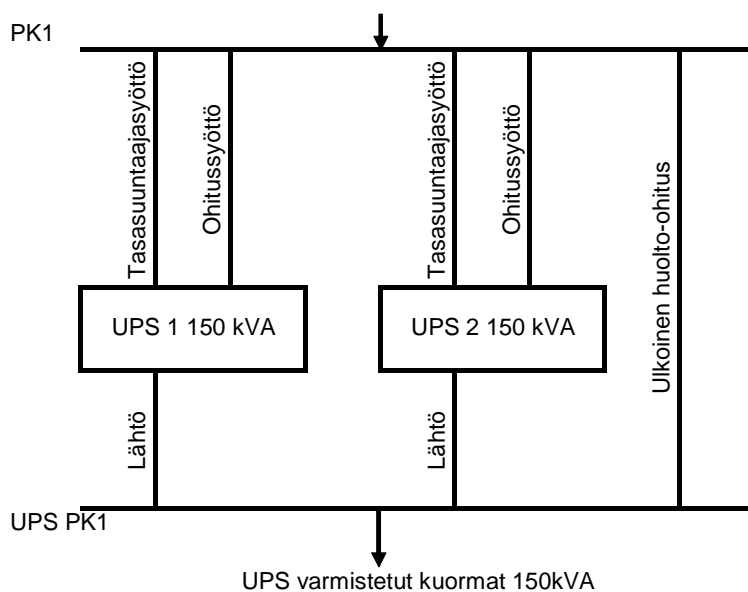 PK1
Tasasuuntaajasyöttö
Ohitussyöttö
Tasasuuntaajasyöttö
Ohitussyöttö
Ulkoinen huolto-ohitus
UPS 1 150 kVA
UPS 2 150 kVA
Lähtö
Lähtö
UPS PK1
UPS varmistetut kuormat 150kVA